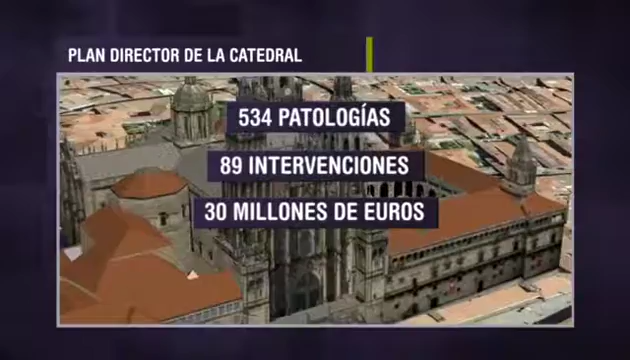 PLAN DIRECTOR DE LA CATEDRAL
534 PATOLOGÍAS
89 INTERVENCIONES
30 MILLONES DE EUROS